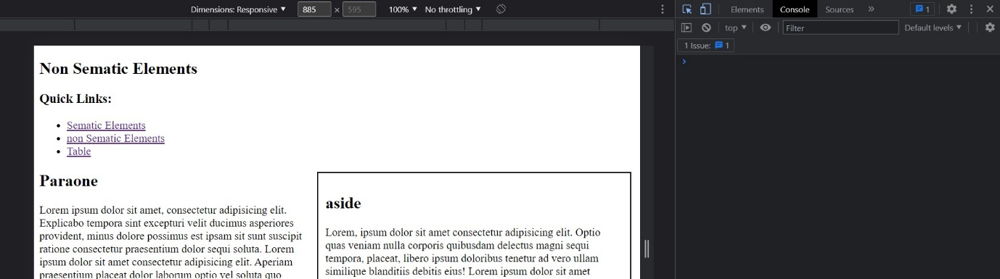 Dimensions: Responsive 885 × 595 100% No throttling
Elements Console Sources » 1
top Filter Default levels
1 Issue: 1
Non Sematic Elements
Quick Links:
Sematic Elements
non Sematic Elements
Table
Paraone
Lorem ipsum dolor sit amet, consectetur adipisicing elit.
Explicabo tempora sint excepturi velit ducimus asperiores
provident, minus dolore possimus est ipsam sit sunt suscipit
ratione consectetur praesentium dolor sequi soluta. Lorem
ipsum dolor sit amet consectetur adipisicing elit. Aperiam
praesentium placeat dolor laborum optio vel soluta quo
aside
Lorem, ipsum dolor sit amet consectetur adipisicing elit. Optio
quas veniam nulla corporis quibusdam delectus magni sequi
tempora, placeat, libero ipsum doloribus tenetur ad vero ullam
similique blanditiis debitis eius! Lorem ipsum dolor sit amet